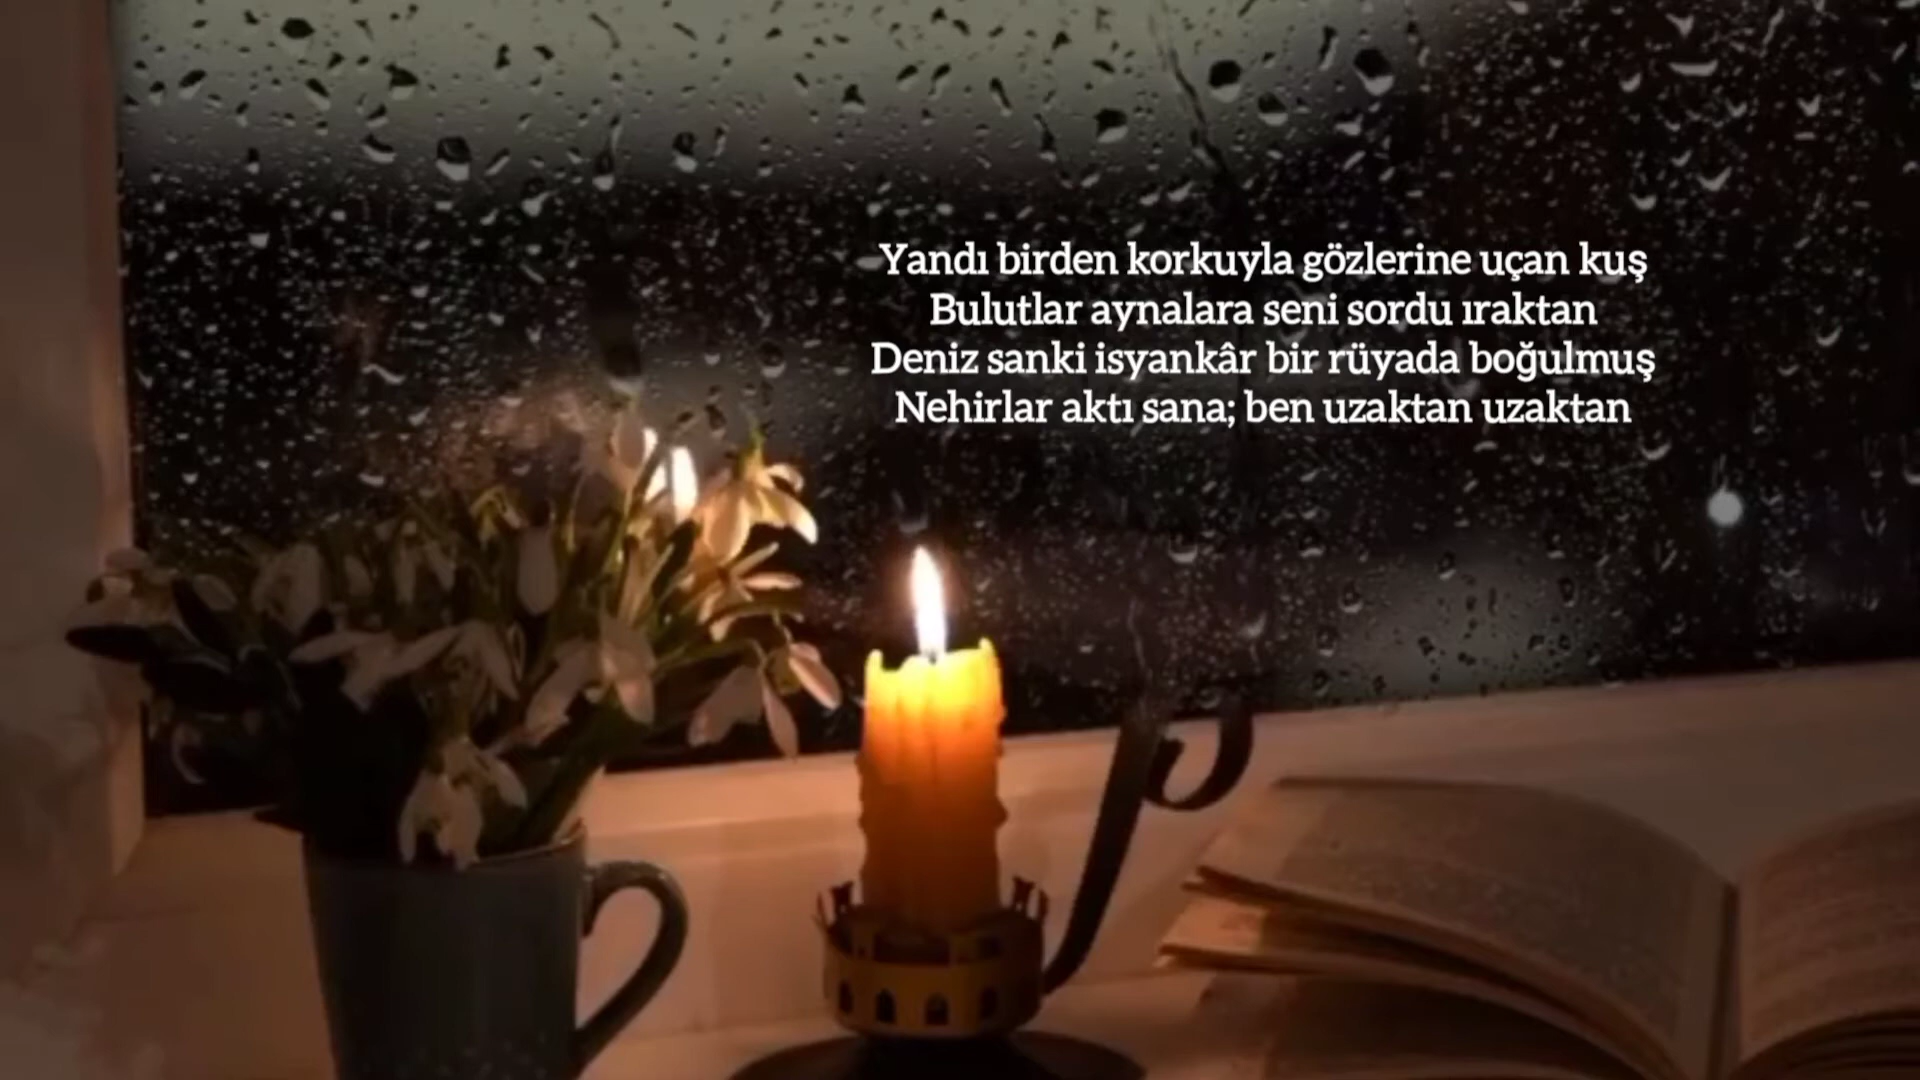 Yandı birden korkuyla gözlerine uçan kuş
Bulutlar aynalara seni sordu ıraktan
Deniz sanki isyankâr bir rüyada boğulmuş
Nehirlar aktı sana; ben uzaktan uzaktan